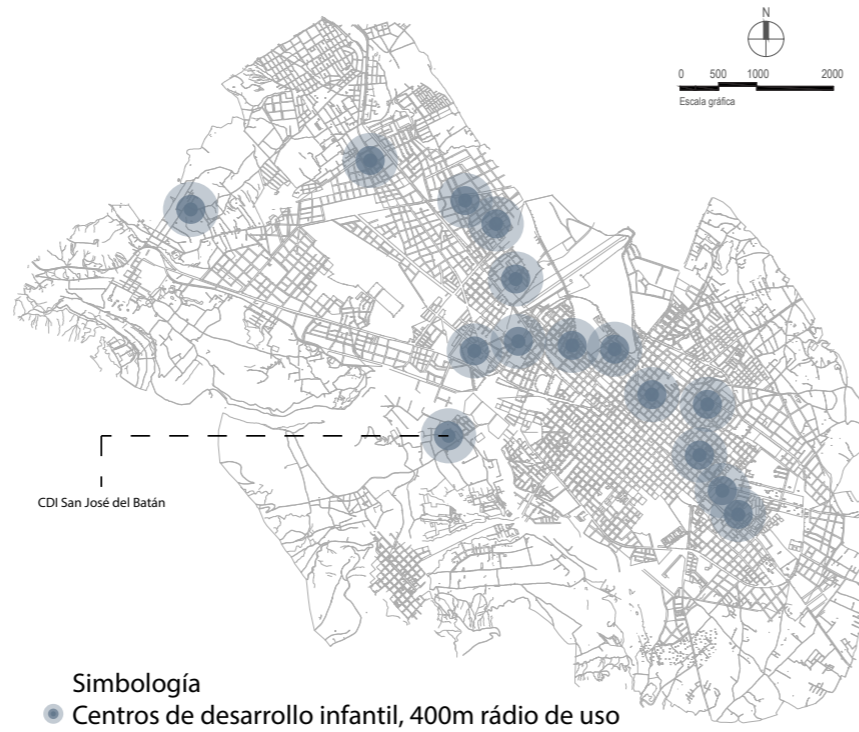 N
0 500 1000 2000
Escala gráfica
CDI San José del Batán
Simbología
Centros de desarrollo infantil, 400m rádio de uso